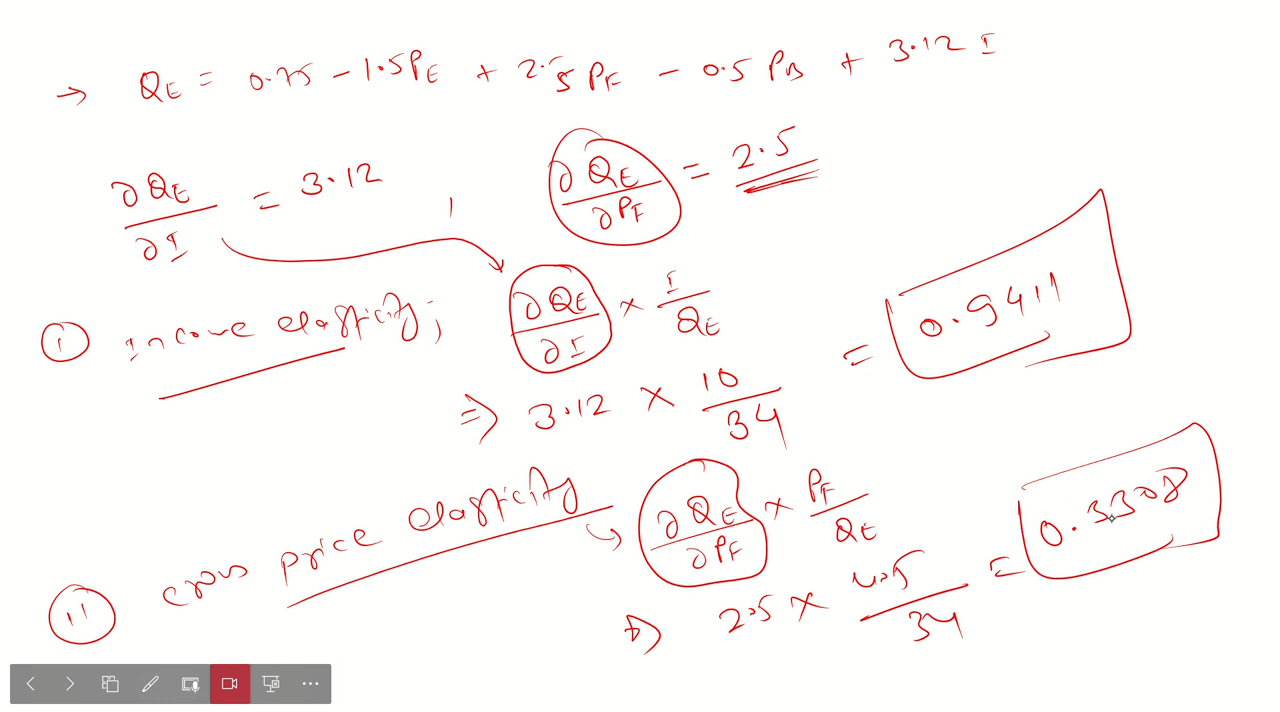 → QE = 0.75 - 1.5PE + 2.5 PF - 0.5 PB + 3.12 I
∂QE/∂I = 3.12
∂QE/∂PF = 2.5
(i) Income elasticity; ∂QE/∂I × I/QE
⇒ 3.12 × 10/34 = 0.9411
(ii) cross price elasticity → ∂QE/∂PF × PF/QE
⇒ 2.5 × 4.5/34 = 0.3308